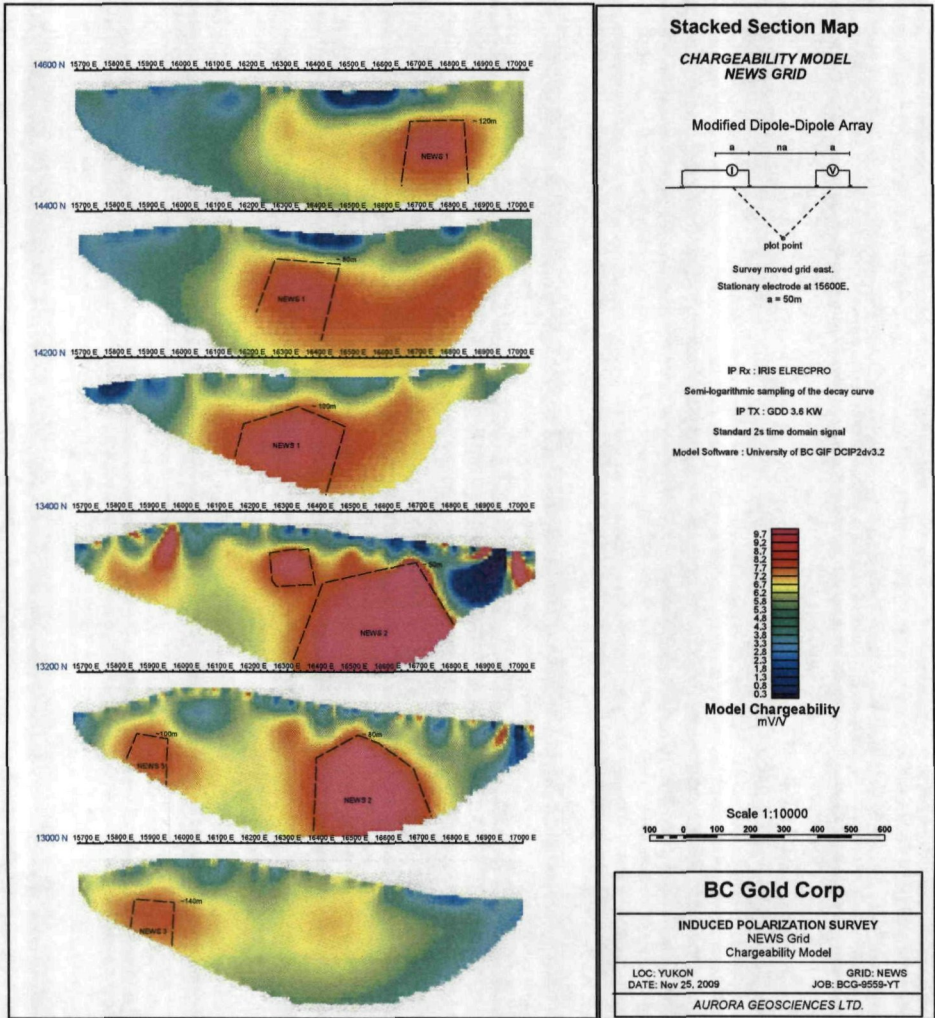 14600 N 15700 E 15800 E 15900 E 16000 E 16100 E 16200 E 16300 E 16400 E 16500 E 16600 E 16700 E 16800 E 16900 E 17000 E
~120m
NEWS 1
14400 N 15700 E 15800 E 15900 E 16000 E 16100 E 16200 E 16300 E 16400 E 16500 E 16600 E 16700 E 16800 E 16900 E 17000 E
~80m
NEWS 1
14200 N 15700 E 15800 E 15900 E 16000 E 16100 E 16200 E 16300 E 16400 E 16500 E 16600 E 16700 E 16800 E 16900 E 17000 E
~100m
NEWS 1
13400 N 15700 E 15800 E 15900 E 16000 E 16100 E 16200 E 16300 E 16400 E 16500 E 16600 E 16700 E 16800 E 16900 E 17000 E
NEWS 2
13200 N 15700 E 15800 E 15900 E 16000 E 16100 E 16200 E 16300 E 16400 E 16500 E 16600 E 16700 E 16800 E 16900 E 17000 E
~100m
~80m
NEWS 2
13000 N 15700 E 15800 E 15900 E 16000 E 16100 E 16200 E 16300 E 16400 E 16500 E 16600 E 16700 E 16800 E 16900 E 17000 E
~140m
NEWS 3
Stacked Section Map
CHARGEABILITY MODEL
NEWS GRID
Modified Dipole-Dipole Array
a na a
I V
plot point
Survey moved grid east.
Stationary electrode at 15600E.
a = 50m
IP Rx : IRIS ELRECPRO
Semi-logarithmic sampling of the decay curve
IP TX : GDD 3.6 KW
Standard 2s time domain signal
Model Software : University of BC GIF DCIP2dv3.2
9.7
9.2
8.7
8.2
7.7
7.2
6.7
6.2
5.8
5.3
4.8
4.3
3.8
3.3
2.8
2.3
1.8
1.3
0.8
0.3
Model Chargeability
mV/V
Scale 1:10000
100 0 100 200 300 400 500 600
BC Gold Corp
INDUCED POLARIZATION SURVEY
NEWS Grid
Chargeability Model
LOC: YUKON GRID: NEWS
DATE: Nov 25, 2009 JOB: BCG-9559-YT
AURORA GEOSCIENCES LTD.